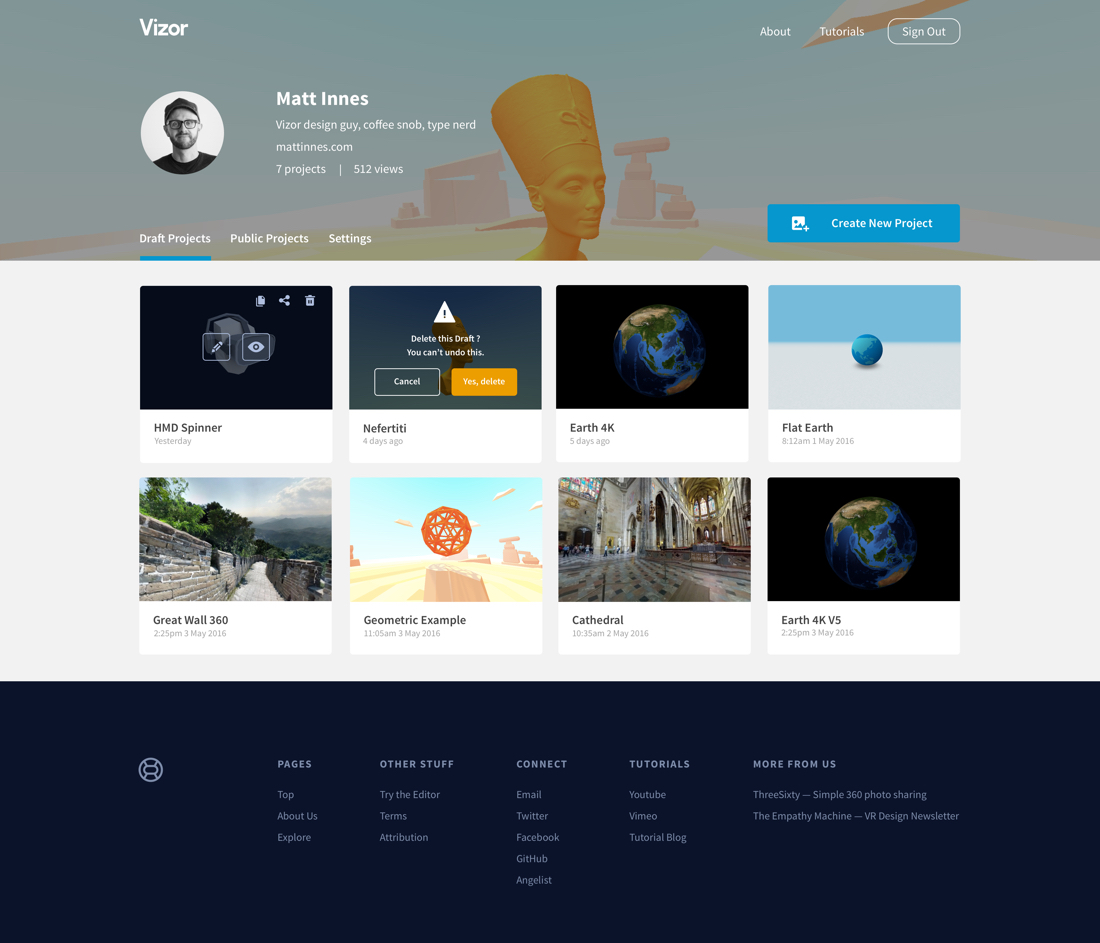 Vizor
About
Tutorials
Sign Out
Matt Innes
Vizor design guy, coffee snob, type nerd
mattinnes.com
7 projects | 512 views
Draft Projects
Public Projects
Settings
Create New Project
Delete this Draft ?
You can't undo this.
Cancel
Yes, delete
HMD Spinner
Yesterday
Nefertiti
4 days ago
Earth 4K
5 days ago
Flat Earth
8:12am 1 May 2016
Great Wall 360
2:25pm 3 May 2016
Geometric Example
11:05am 3 May 2016
Cathedral
10:35am 2 May 2016
Earth 4K V5
2:25pm 3 May 2016
PAGES
Top
About Us
Explore
OTHER STUFF
Try the Editor
Terms
Attribution
CONNECT
Email
Twitter
Facebook
GitHub
Angelist
TUTORIALS
Youtube
Vimeo
Tutorial Blog
MORE FROM US
ThreeSixty — Simple 360 photo sharing
The Empathy Machine — VR Design Newsletter